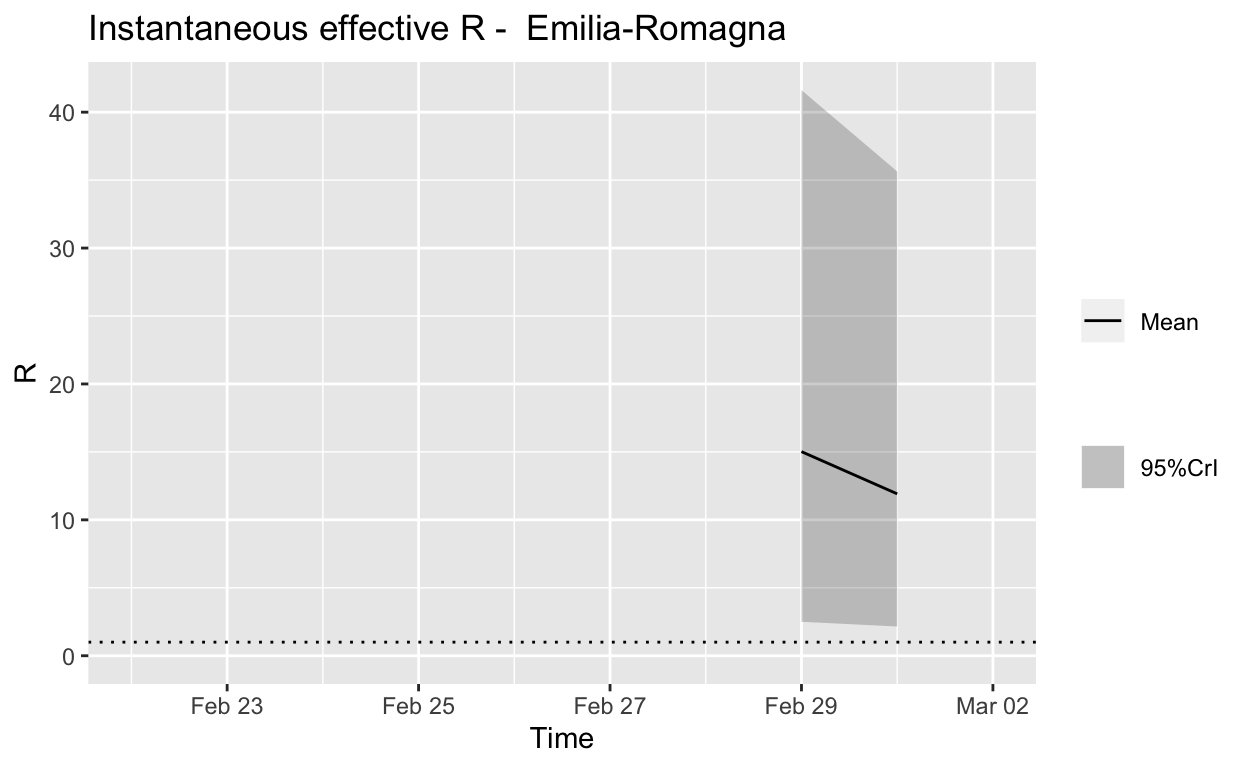 Instantaneous effective R -  Emilia-Romagna
40
30
20
10
0
R
Feb 23
Feb 25
Feb 27
Feb 29
Mar 02
Time
Mean
95%CrI